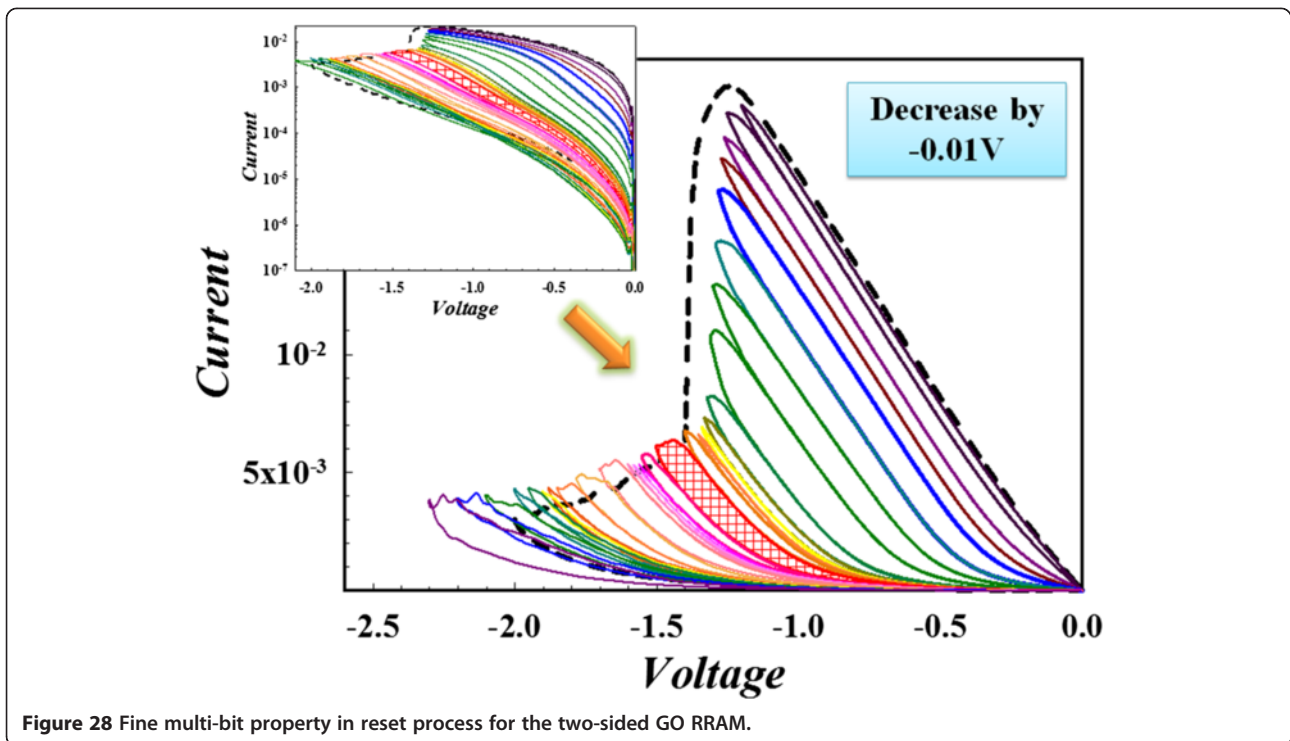 10⁻²
10⁻³
10⁻⁴
10⁻⁵
10⁻⁶
10⁻⁷
Current
-2.0 -1.5 -1.0 -0.5 0.0
Voltage
Decrease by
-0.01V
Current
10⁻²
5x10⁻³
-2.5 -2.0 -1.5 -1.0 -0.5 0.0
Voltage
Figure 28 Fine multi-bit property in reset process for the two-sided GO RRAM.